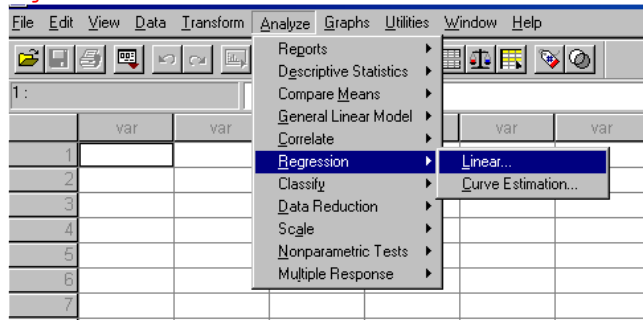 File Edit View Data Transform Analyze Graphs Utilities Window Help
1 :
Reports
Descriptive Statistics
Compare Means
General Linear Model
Correlate
Regression
Classify
Data Reduction
Scale
Nonparametric Tests
Multiple Response
Linear...
Curve Estimation...
var var var var
1
2
3
4
5
6
7